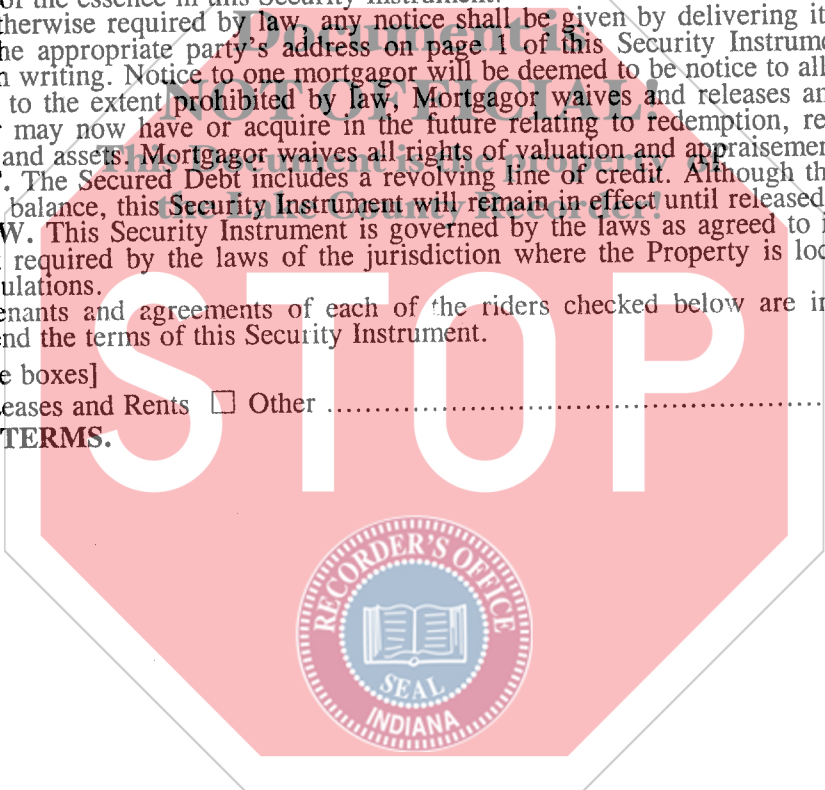 of the essence in this Security Instrument.
therwise required by law, any notice shall be given by delivering it
he appropriate party's address on page 1 of this Security Instrume
n writing. Notice to one mortgagor will be deemed to be notice to all
to the extent prohibited by law, Mortgagor waives and releases an
may now have or acquire in the future relating to redemption, re
and assets. Mortgagor waives all rights of valuation and appraisemen
. The Secured Debt includes a revolving line of credit. Although th
balance, this Security Instrument will remain in effect until released
W. This Security Instrument is governed by the laws as agreed to i
required by the laws of the jurisdiction where the Property is loc
ulations.
enants and agreements of each of the riders checked below are in
nd the terms of this Security Instrument.
e boxes]
eases and Rents ☐ Other ........................................................
TERMS.
Document is
NOT OFFICIAL!
This Document is the property of
the Lake County Recorder!
STOP
RECORDER'S OFFICE
SEAL
INDIANA